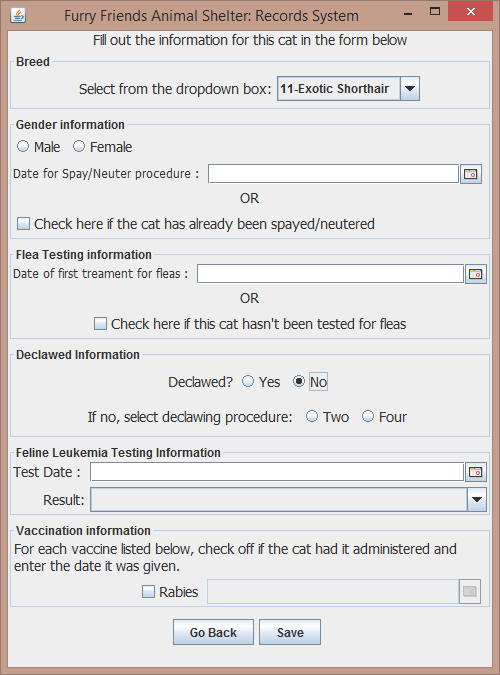 Furry Friends Animal Shelter: Records System
Fill out the information for this cat in the form below
Breed
Select from the dropdown box: 11-Exotic Shorthair
Gender information
Male Female
Date for Spay/Neuter procedure :
OR
Check here if the cat has already been spayed/neutered
Flea Testing information
Date of first treament for fleas :
OR
Check here if this cat hasn't been tested for fleas
Declawed Information
Declawed? Yes No
If no, select declawing procedure: Two Four
Feline Leukemia Testing Information
Test Date :
Result:
Vaccination information
For each vaccine listed below, check off if the cat had it administered and
enter the date it was given.
Rabies
Go Back Save